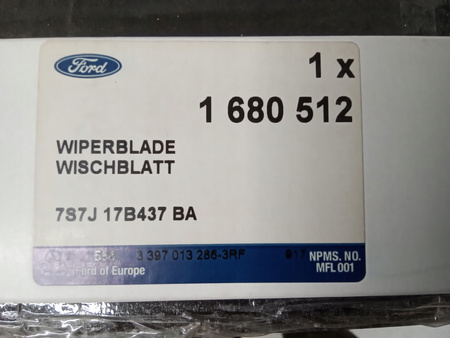 Ford
1 x
1 680 512
WIPERBLADE
WISCHBLATT
7S7J 17B437 BA
3 397 013 286-3RF 917 NPMS. NO.
Ford of Europe MFL 001